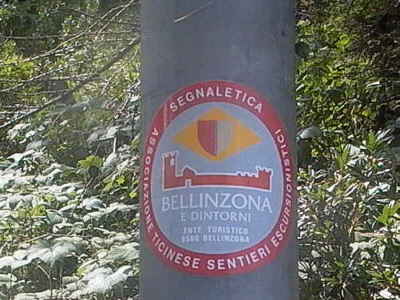 SEGNALETICA
ASSOCIAZIONE TICINESE SENTIERI ESCURSIONISTICI
BELLINZONA
E DINTORNI
ENTE TURISTICO
6500 BELLINZONA